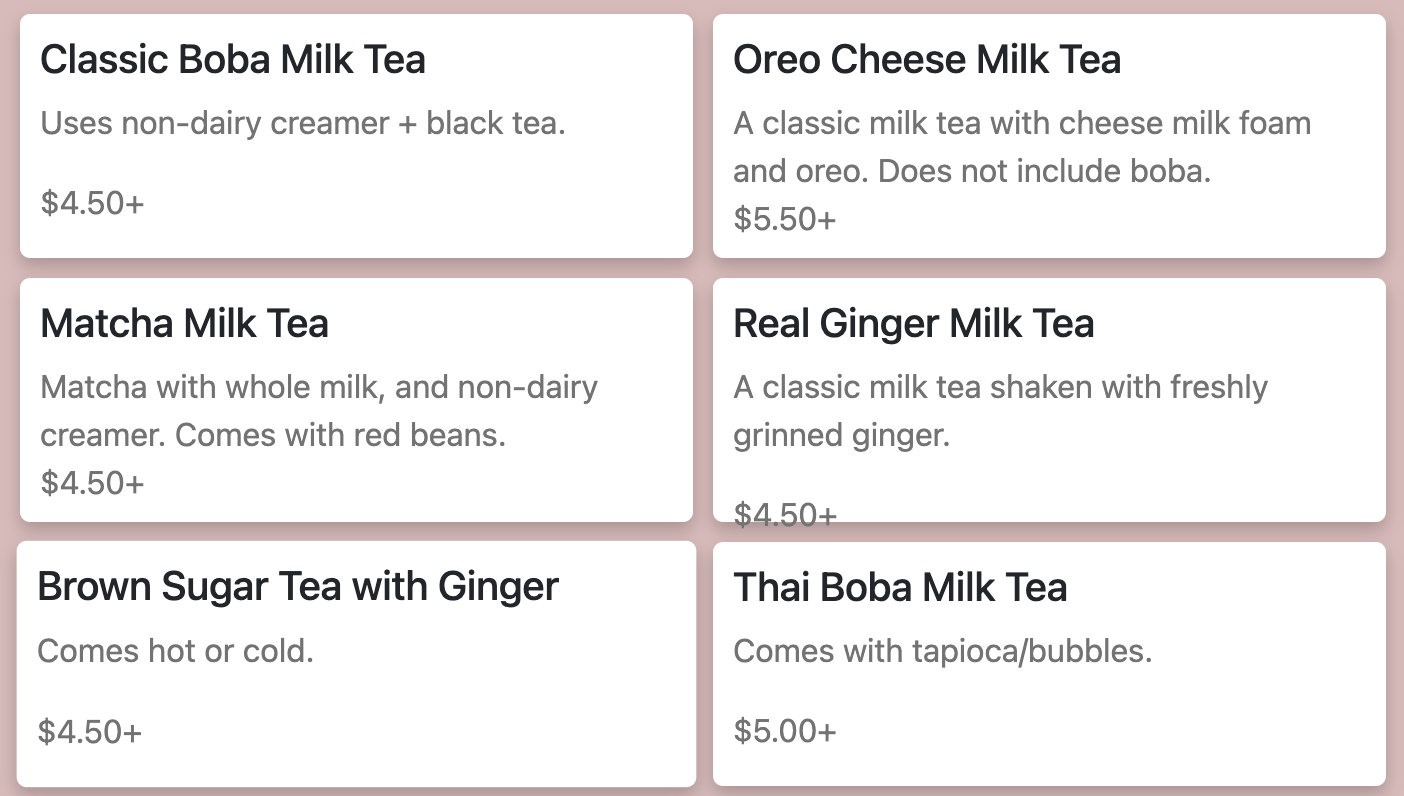 Classic Boba Milk Tea
Uses non-dairy creamer + black tea.
$4.50+
Oreo Cheese Milk Tea
A classic milk tea with cheese milk foam
and oreo. Does not include boba.
$5.50+
Matcha Milk Tea
Matcha with whole milk, and non-dairy
creamer. Comes with red beans.
$4.50+
Real Ginger Milk Tea
A classic milk tea shaken with freshly
grinned ginger.
$4.50+
Brown Sugar Tea with Ginger
Comes hot or cold.
$4.50+
Thai Boba Milk Tea
Comes with tapioca/bubbles.
$5.00+